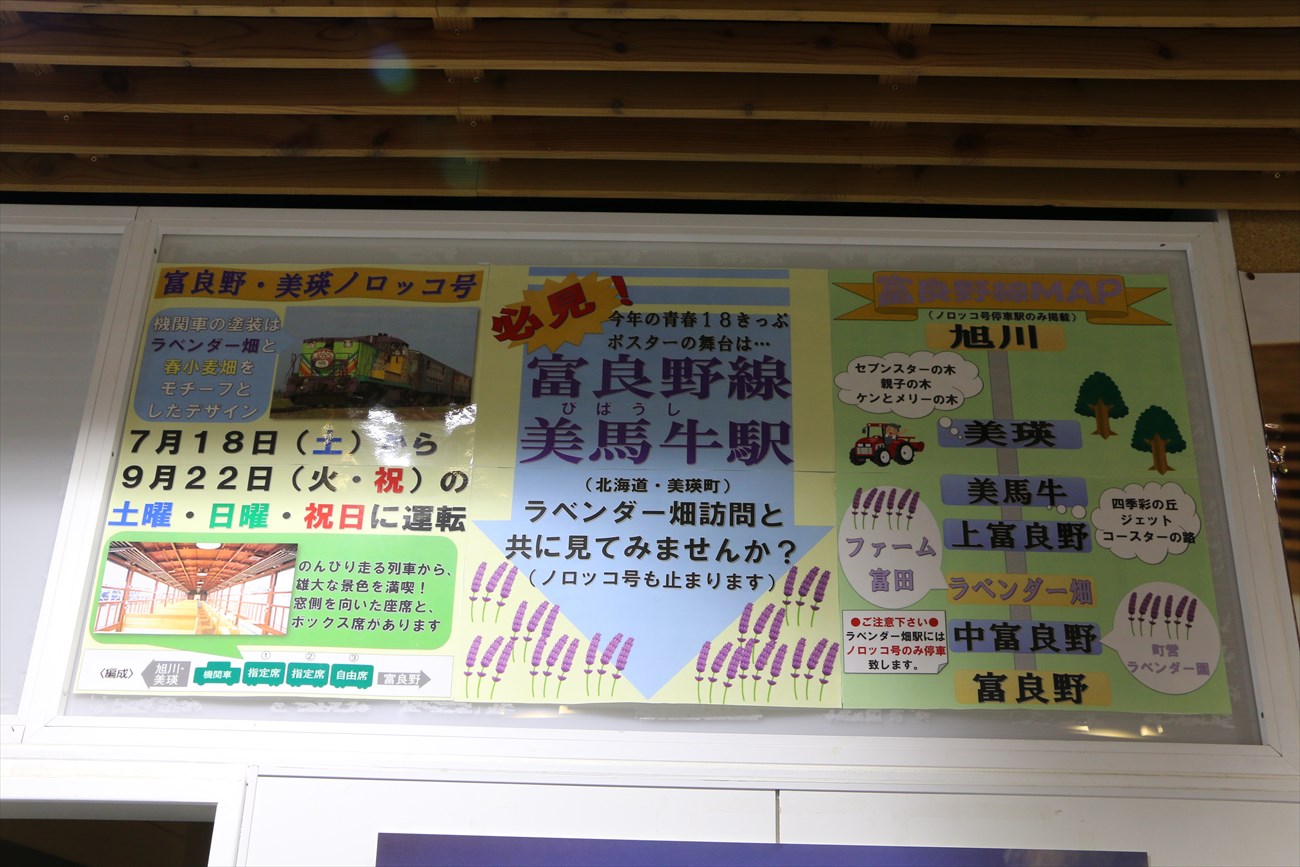 富良野・美瑛ノロッコ号
機関車の塗装は
ラベンダー畑と
春小麦畑を
モチーフと
したデザイン
7月18日（土）から
9月22日（火・祝）の
土曜・日曜・祝日に運転
のんびり走る列車から、
雄大な景色を満喫！
窓側を向いた座席と、
ボックス席があります
〈編成〉
旭川・
美瑛
機関車
①
指定席
②
指定席
③
自由席
富良野
必見！
今年の青春18きっぷ
ポスターの舞台は…
富良野線
びばうし
美馬牛駅
（北海道・美瑛町）
ラベンダー畑訪問と
共に見てみませんか？
（ノロッコ号も止まります）
富良野線MAP
（ノロッコ号停車駅のみ掲載）
旭川
セブンスターの木
親子の木
ケンとメリーの木
美瑛
美馬牛
四季彩の丘
ジェット
コースターの路
上富良野
ファーム
富田
ラベンダー畑
●ご注意下さい●
ラベンダー畑駅には
ノロッコ号のみ停車
致します。
中富良野
町営
ラベンダー園
富良野